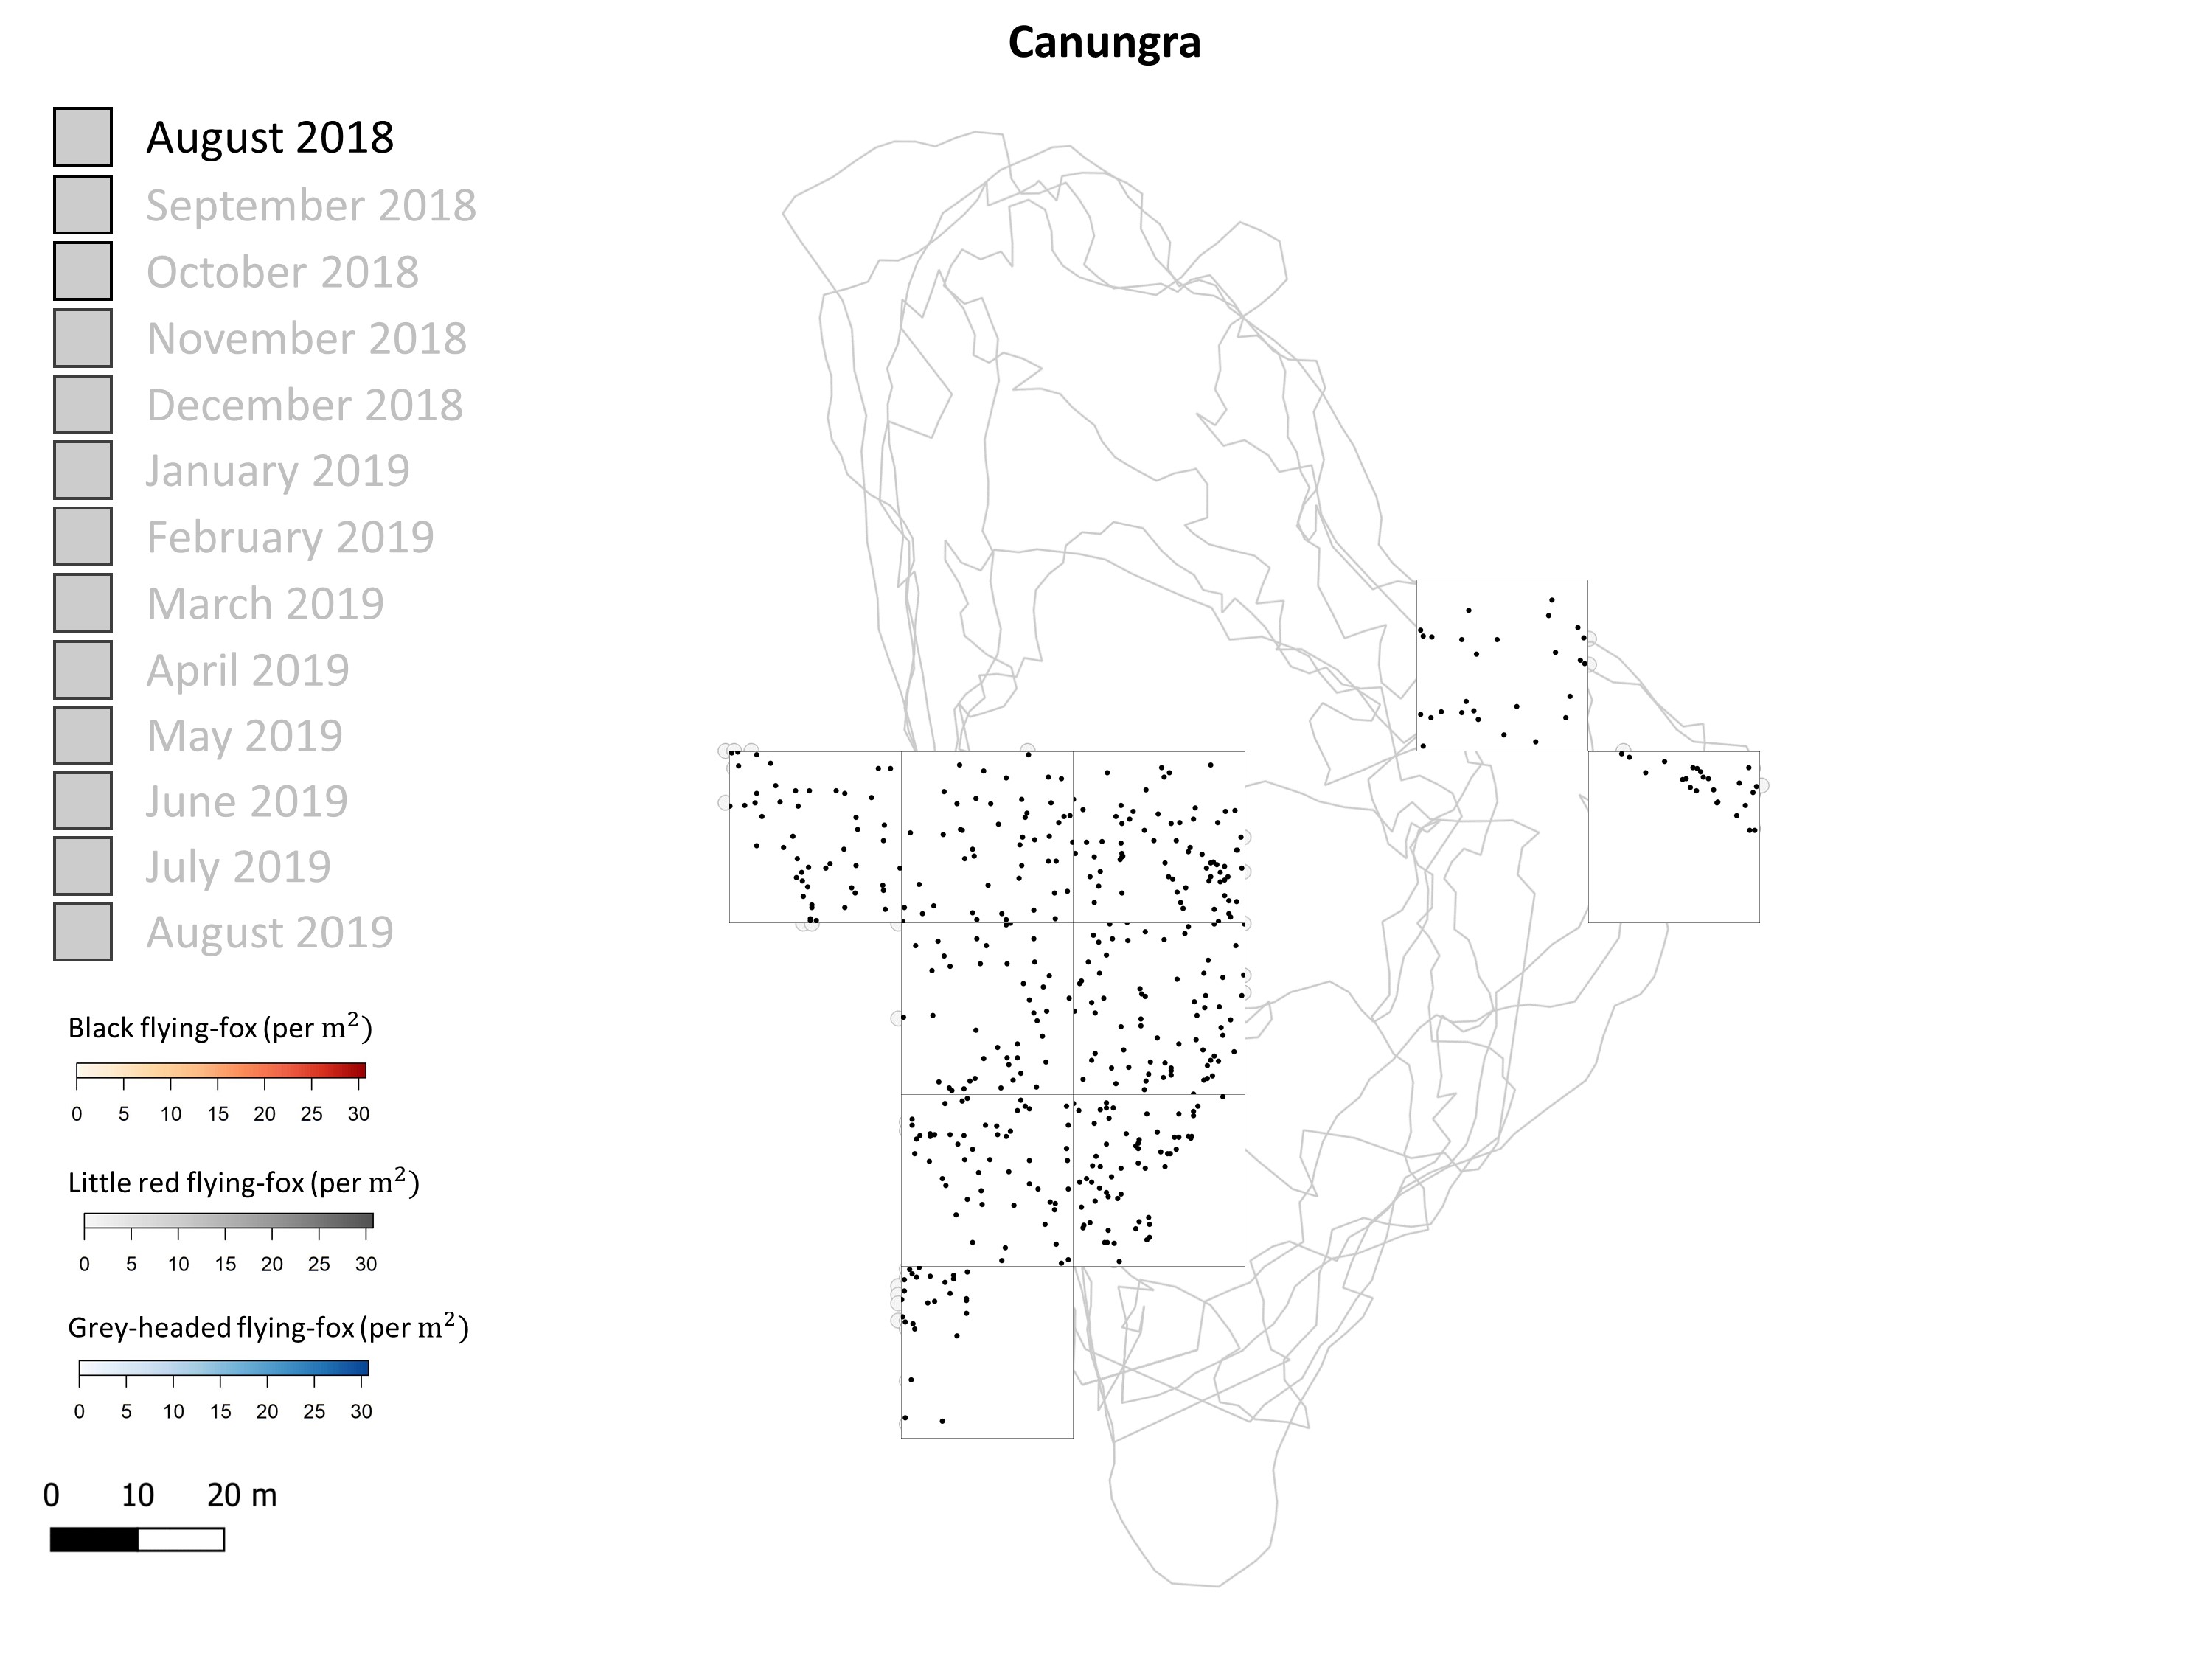 Canungra
August 2018
September 2018
October 2018
November 2018
December 2018
January 2019
February 2019
March 2019
April 2019
May 2019
June 2019
July 2019
August 2019
Black flying-fox (per m²)
0 5 10 15 20 25 30
Little red flying-fox (per m²)
0 5 10 15 20 25 30
Grey-headed flying-fox (per m²)
0 5 10 15 20 25 30
0 10 20 m